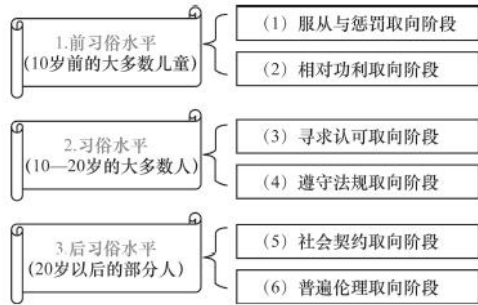 1.前习俗水平
(10岁前的大多数儿童)
(1) 服从与惩罚取向阶段
(2) 相对功利取向阶段
2.习俗水平
(10—20岁的大多数人)
(3) 寻求认可取向阶段
(4) 遵守法规取向阶段
3.后习俗水平
(20岁以后的部分人)
(5) 社会契约取向阶段
(6) 普遍伦理取向阶段